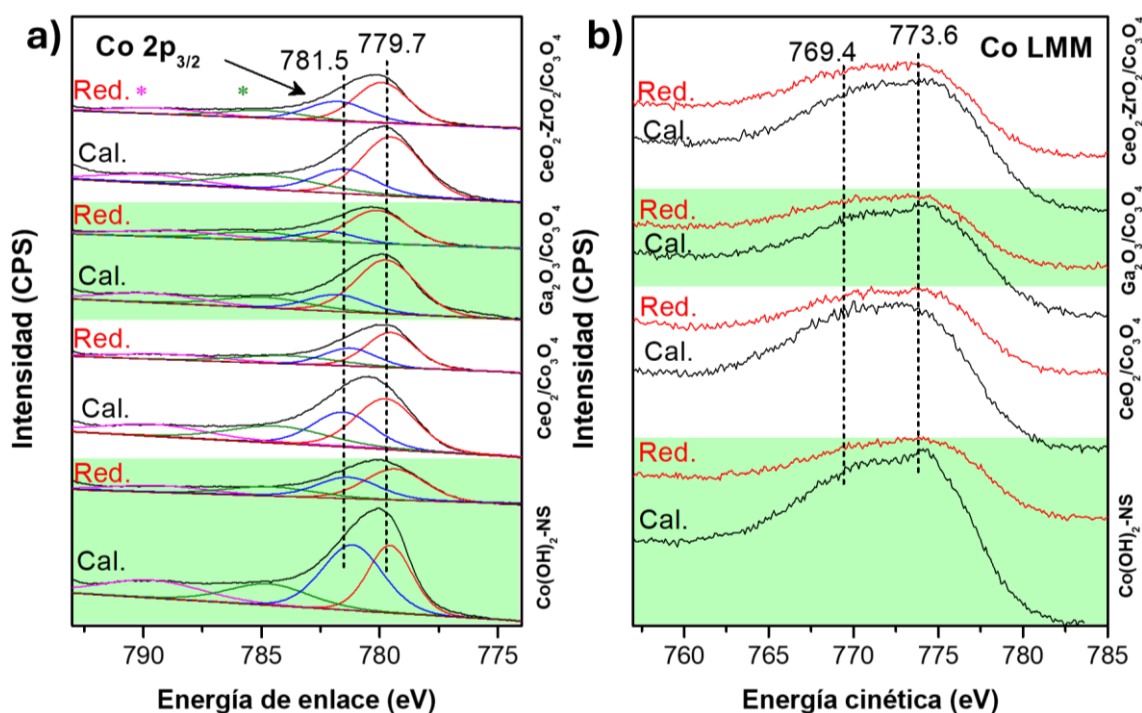 a)
Co 2p3/2
781.5
779.7
Red.
*
*
Cal.
Red.
Cal.
Red.
Cal.
Red.
Cal.
CeO2-ZrO2/Co3O4
Ga2O3/Co3O4
CeO2/Co3O4
Co(OH)2-NS
Intensidad (CPS)
790
785
780
775
Energía de enlace (eV)
b)
769.4
773.6
Co LMM
Red.
Cal.
Red.
Cal.
Red.
Cal.
Red.
Cal.
CeO2-ZrO2/Co3O4
Ga2O3/Co3O4
CeO2/Co3O4
Co(OH)2-NS
Intensidad (CPS)
760
765
770
775
780
785
Energía cinética (eV)